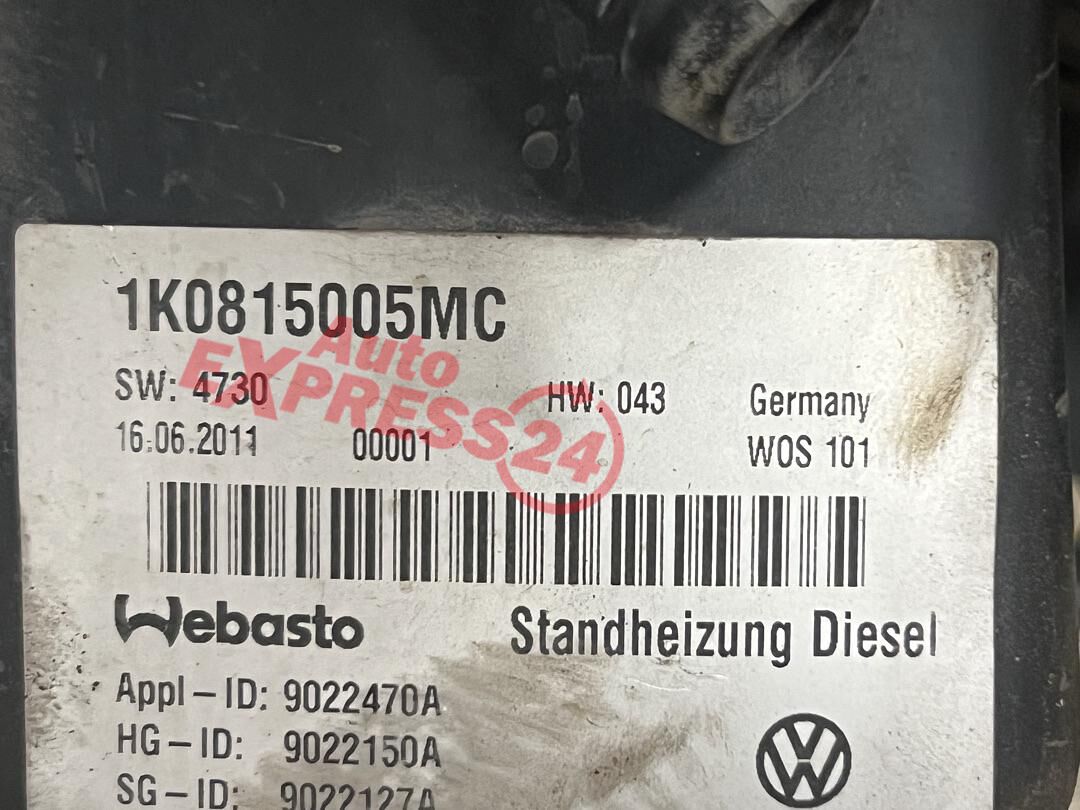 1K0815005MC
SW: 4730 HW: 043 Germany
16.06.2011 00001 WOS 101
Auto
EXPRESS24
Webasto Standheizung Diesel
Appl-ID: 9022470A
HG-ID: 9022150A
SG-ID: 9022127A